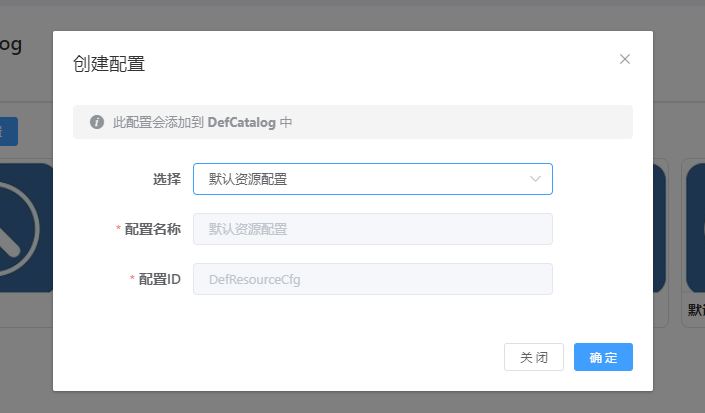 og
创建配置
此配置会添加到 DefCatalog 中
选择
默认资源配置
* 配置名称
默认资源配置
* 配置ID
DefResourceCfg
默
关闭
确定